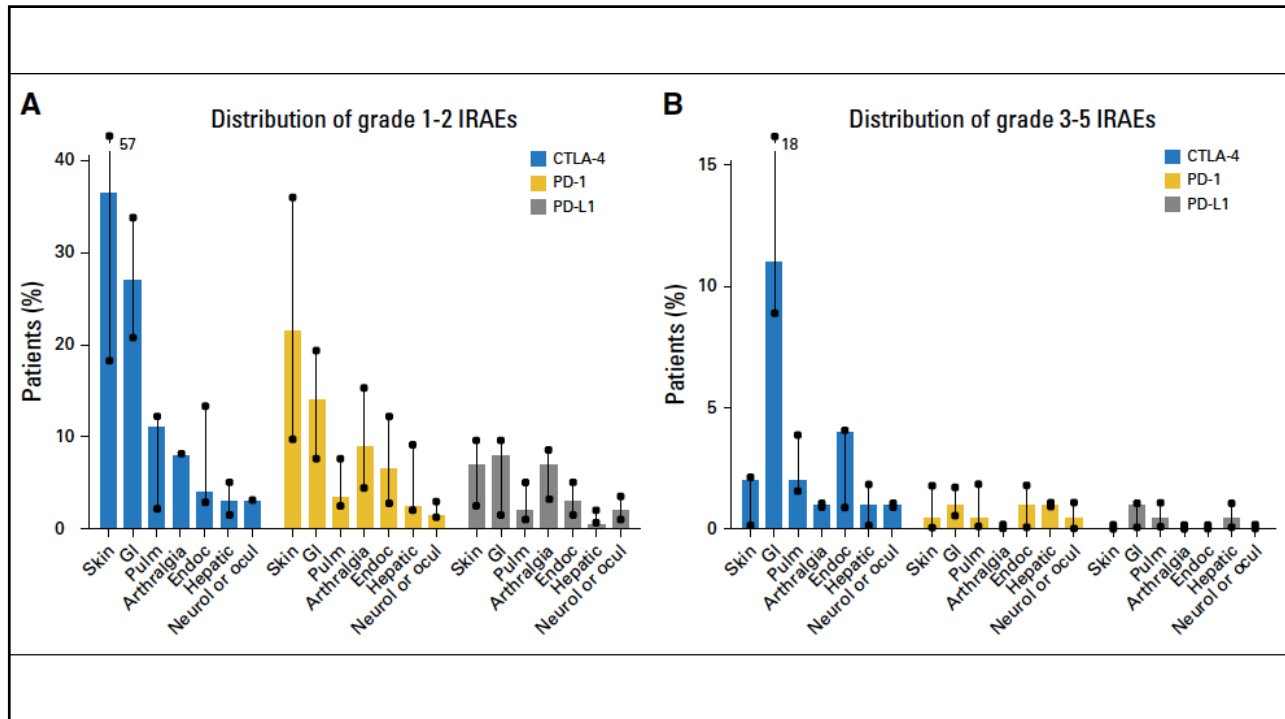 A
Distribution of grade 1-2 IRAEs
57
CTLA-4
PD-1
PD-L1
Patients (%)
40
30
20
10
0
Skin
GI
Pulm
Arthralgia
Endoc
Hepatic
Neurol or ocul
Skin
GI
Pulm
Arthralgia
Endoc
Hepatic
Neurol or ocul
Skin
GI
Pulm
Arthralgia
Endoc
Hepatic
Neurol or ocul
B
Distribution of grade 3-5 IRAEs
18
CTLA-4
PD-1
PD-L1
Patients (%)
15
10
5
0
Skin
GI
Pulm
Arthralgia
Endoc
Hepatic
Neurol or ocul
Skin
GI
Pulm
Arthralgia
Endoc
Hepatic
Neurol or ocul
Skin
GI
Pulm
Arthralgia
Endoc
Hepatic
Neurol or ocul